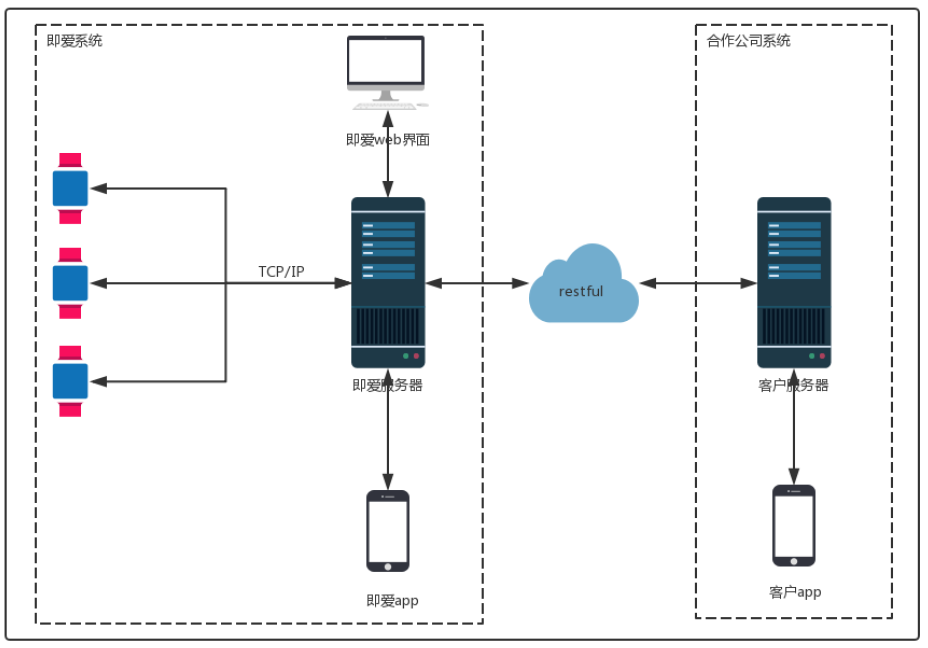 即爱系统
合作公司系统
即爱web界面
TCP/IP
restful
即爱服务器
客户服务器
客户app
即爱app